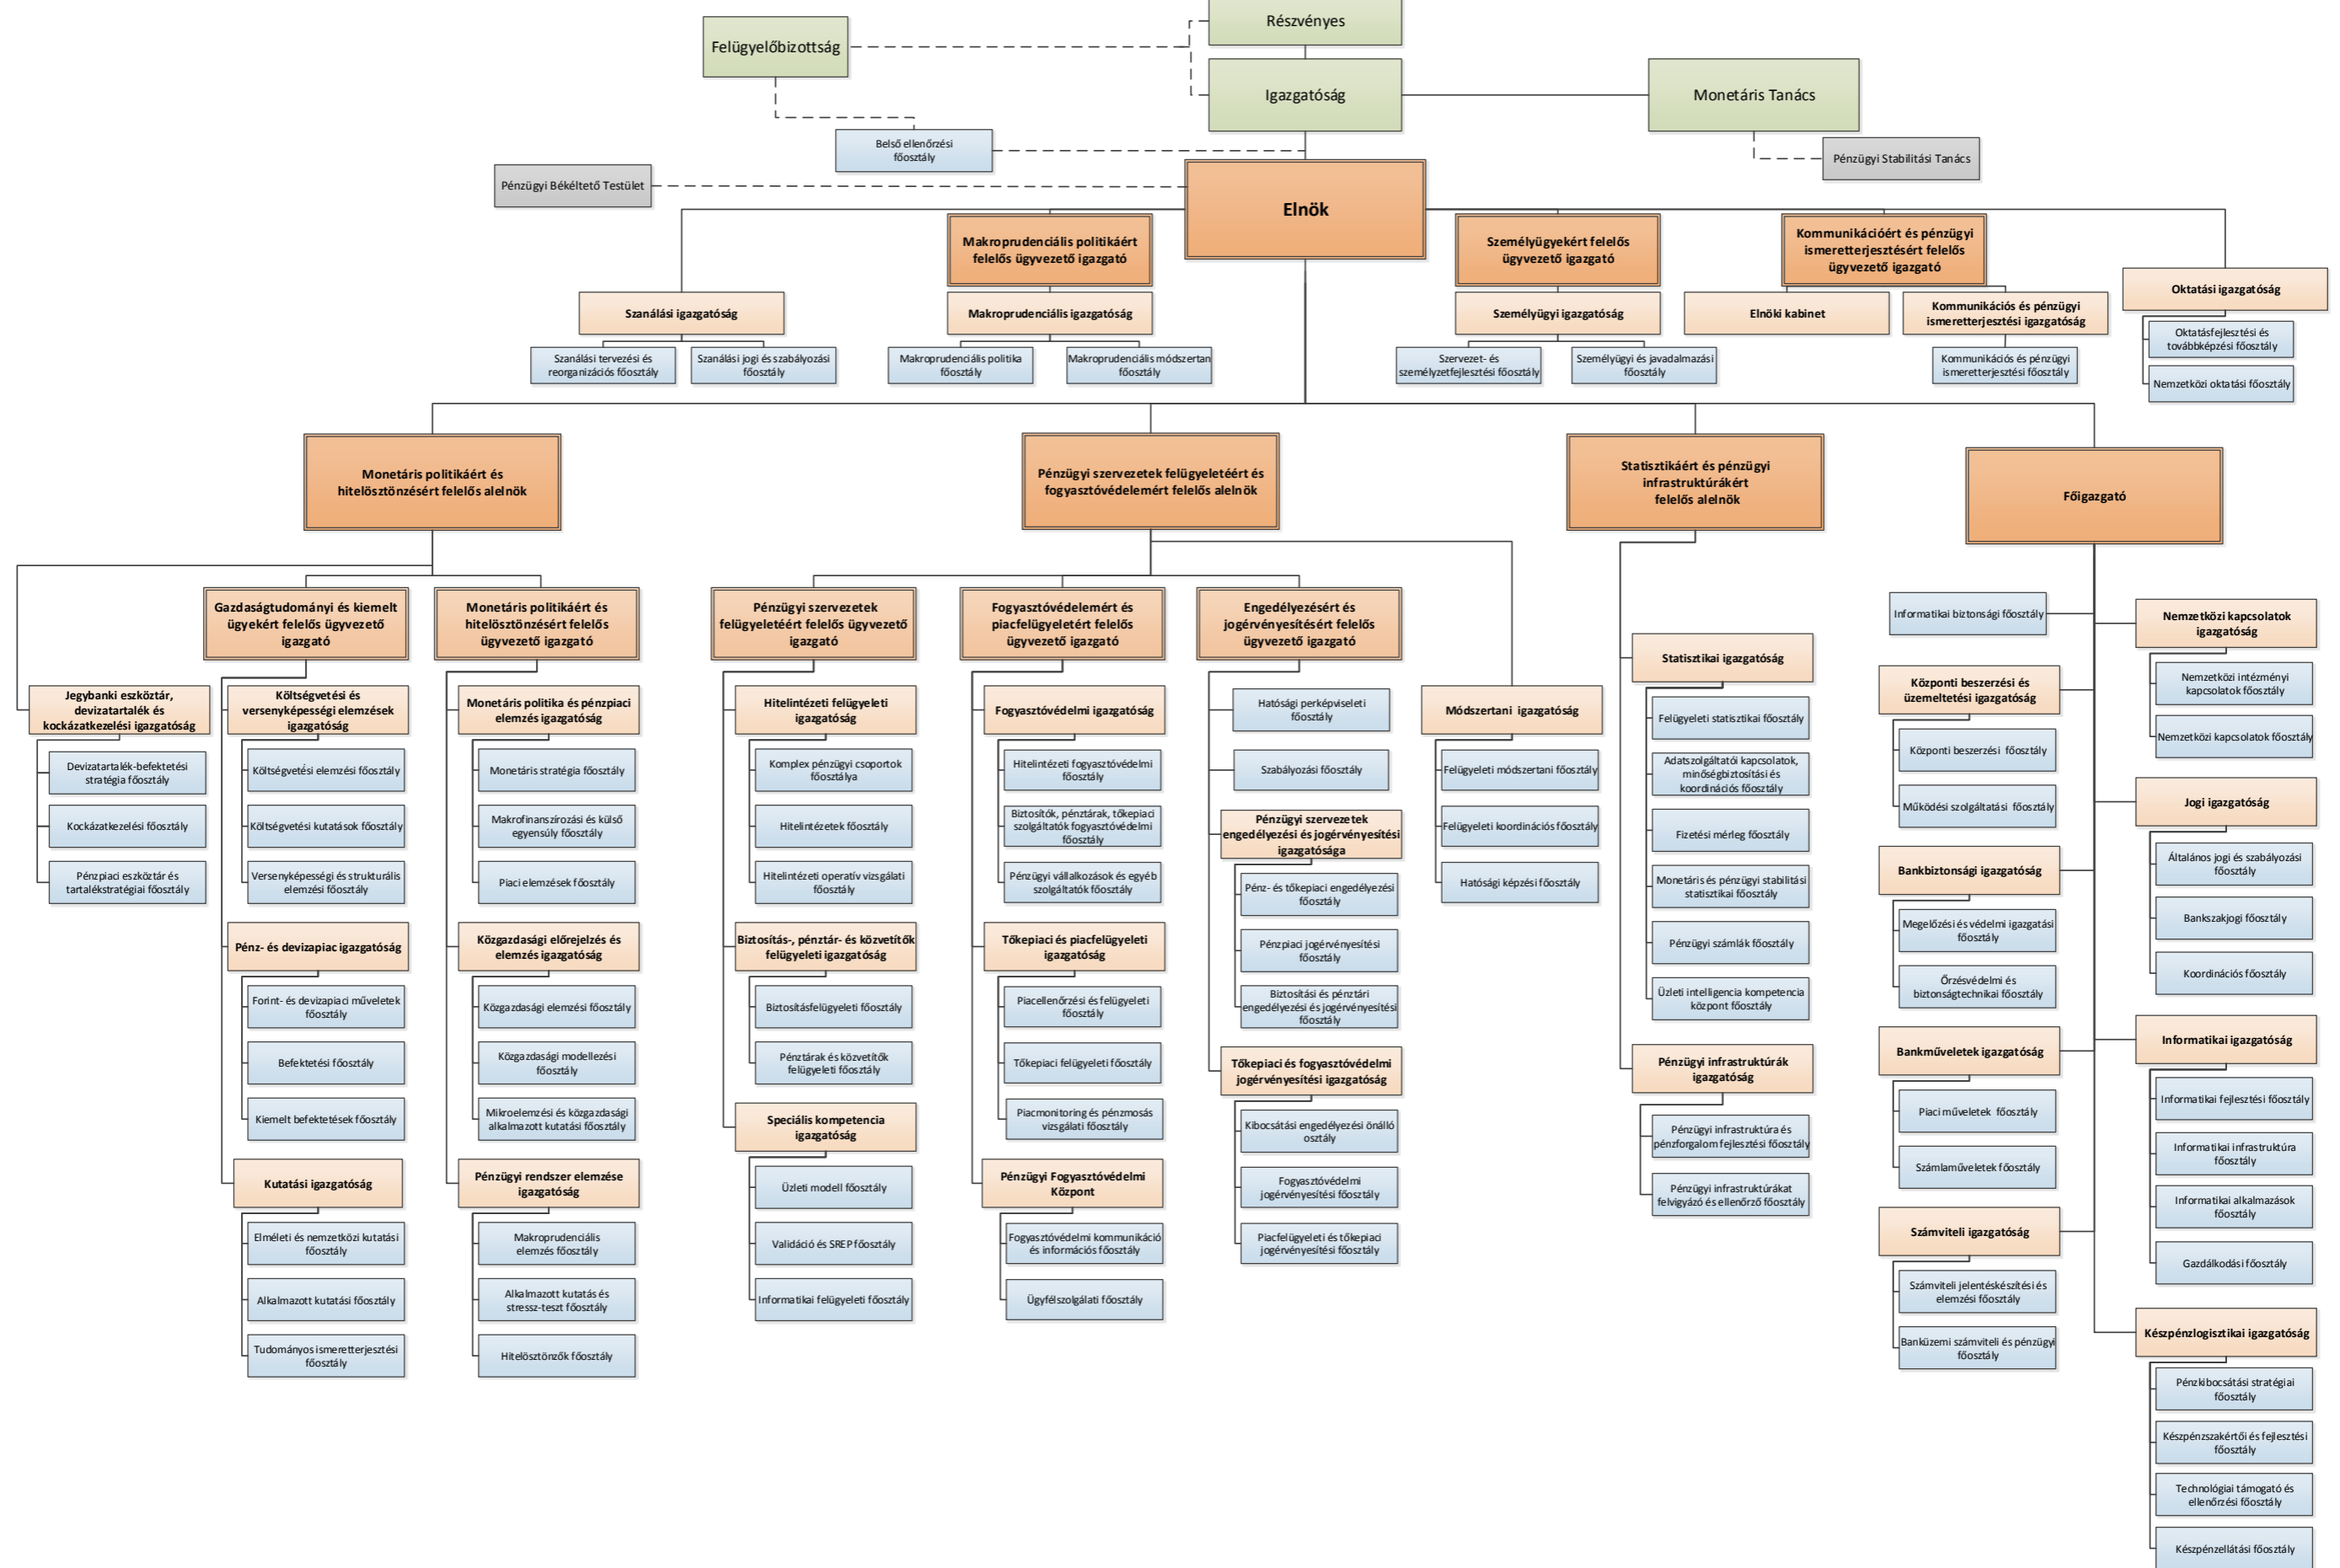 Részvényes
Felügyelőbizottság
Igazgatóság
Monetáris Tanács
Belső ellenőrzési
főosztály
Pénzügyi Stabilitási Tanács
Pénzügyi Békéltető Testület
Elnök
Makroprudenciális politikáért
felelős ügyvezető igazgató
Személyügyekért felelős
ügyvezető igazgató
Kommunikációért és pénzügyi
ismeretterjesztésért felelős
ügyvezető igazgató
Oktatási igazgatóság
Szanálási igazgatóság
Makroprudenciális igazgatóság
Személyügyi igazgatóság
Elnöki kabinet
Kommunikációs és pénzügyi
ismeretterjesztési igazgatóság
Oktatásfejlesztési és
továbbképzési főosztály
Nemzetközi oktatási főosztály
Szanálási tervezési és
reorganizációs főosztály
Szanálási jogi és szabályozási
főosztály
Makroprudenciális politika
főosztály
Makroprudenciális módszertan
főosztály
Szervezet- és
személyzetfejlesztési főosztály
Személyügyi és javadalmazási
főosztály
Kommunikációs és pénzügyi
ismeretterjesztési főosztály
Monetáris politikáért és
hitelösztönzésért felelős alelnök
Pénzügyi szervezetek felügyeletéért és
fogyasztóvédelemért felelős alelnök
Statisztikáért és pénzügyi
infrastruktúrákért
felelős alelnök
Főigazgató
Jegybanki eszköztár,
devizatartalék és
kockázatkezelési igazgatóság
Devizatartalék-befektetési
stratégia főosztály
Kockázatkezelési főosztály
Pénzpiaci eszköztár és
tartalékstratégiai főosztály
Gazdaságtudományi és kiemelt
ügyekért felelős ügyvezető
igazgató
Költségvetési és
versenyképességi elemzések
igazgatóság
Költségvetési elemzési főosztály
Költségvetési kutatások főosztály
Versenyképességi és strukturális
elemzési főosztály
Pénz- és devizapiac igazgatóság
Forint- és devizapiaci műveletek
főosztály
Befektetési főosztály
Kiemelt befektetések főosztály
Kutatási igazgatóság
Elméleti és nemzetközi kutatási
főosztály
Alkalmazott kutatási főosztály
Tudományos ismeretterjesztési
főosztály
Monetáris politikáért és
hitelösztönzésért felelős
ügyvezető igazgató
Monetáris politika és pénzpiaci
elemzés igazgatóság
Monetáris stratégia főosztály
Makrofinanszírozási és külső
egyensúly főosztály
Piaci elemzések főosztály
Közgazdasági előrejelzés és
elemzés igazgatóság
Közgazdasági elemzési főosztály
Közgazdasági modellezési
főosztály
Mikroelemzési és közgazdasági
alkalmazott kutatási főosztály
Pénzügyi rendszer elemzése
igazgatóság
Makroprudenciális
elemzés főosztály
Alkalmazott kutatás és
stressz-teszt főosztály
Hitelösztönzők főosztály
Pénzügyi szervezetek
felügyeletéért felelős ügyvezető
igazgató
Hitelintézeti felügyeleti
igazgatóság
Komplex pénzügyi csoportok
főosztálya
Hitelintézetek főosztály
Hitelintézeti operatív vizsgálati
főosztály
Biztosítás-, pénztár- és közvetítők
felügyeleti igazgatóság
Biztosításfelügyeleti főosztály
Pénztárak és közvetítők
felügyeleti főosztály
Speciális kompetencia
igazgatóság
Üzleti modell főosztály
Validáció és SREP főosztály
Informatikai felügyeleti főosztály
Fogyasztóvédelemért és
piacfelügyeletért felelős
ügyvezető igazgató
Fogyasztóvédelmi igazgatóság
Hitelintézeti fogyasztóvédelmi
főosztály
Biztosítók, pénztárak, tőkepiaci
szolgáltatók fogyasztóvédelmi
főosztály
Pénzügyi vállalkozások és egyéb
szolgáltatók főosztály
Tőkepiaci és piacfelügyeleti
igazgatóság
Piacellenőrzési és felügyeleti
főosztály
Tőkepiaci felügyeleti főosztály
Piacmonitoring és pénzmosás
vizsgálati főosztály
Pénzügyi Fogyasztóvédelmi
Központ
Fogyasztóvédelmi kommunikáció
és információs főosztály
Ügyfélszolgálati főosztály
Engedélyezésért és
jogérvényesítésért felelős
ügyvezető igazgató
Hatósági perképviseleti
főosztály
Szabályozási főosztály
Pénzügyi szervezetek
engedélyezési és jogérvényesítési
igazgatósága
Pénz- és tőkepiaci engedélyezési
főosztály
Pénzpiaci jogérvényesítési
főosztály
Biztosítási és pénztári
engedélyezési és jogérvényesítési
főosztály
Tőkepiaci és fogyasztóvédelmi
jogérvényesítési igazgatóság
Kibocsátási engedélyezési önálló
osztály
Fogyasztóvédelmi
jogérvényesítési főosztály
Piacfelügyeleti és tőkepiaci
jogérvényesítési főosztály
Módszertani igazgatóság
Felügyeleti módszertani főosztály
Felügyeleti koordinációs főosztály
Hatósági képzési főosztály
Statisztikai igazgatóság
Felügyeleti statisztikai főosztály
Adatszolgáltatói kapcsolatok,
minőségbiztosítási és
koordinációs főosztály
Fizetési mérleg főosztály
Monetáris és pénzügyi stabilitási
statisztikai főosztály
Pénzügyi számlák főosztály
Üzleti intelligencia kompetencia
központ főosztály
Pénzügyi infrastruktúrák
igazgatóság
Pénzügyi infrastruktúra és
pénzforgalom fejlesztési főosztály
Pénzügyi infrastruktúrákat
felvigyázó és ellenőrző főosztály
Informatikai biztonsági főosztály
Központi beszerzési és
üzemeltetési igazgatóság
Központi beszerzési főosztály
Működési szolgáltatási főosztály
Bankbiztonsági igazgatóság
Megelőzési és védelmi igazgatási
főosztály
Őrzésvédelmi és
biztonságtechnikai főosztály
Bankműveletek igazgatóság
Piaci műveletek főosztály
Számlaműveletek főosztály
Számviteli igazgatóság
Számviteli jelentéskészítési és
elemzési főosztály
Banküzemi számviteli és pénzügyi
főosztály
Nemzetközi kapcsolatok
igazgatóság
Nemzetközi intézményi
kapcsolatok főosztály
Nemzetközi kapcsolatok főosztály
Jogi igazgatóság
Általános jogi és szabályozási
főosztály
Bankszakjogi főosztály
Koordinációs főosztály
Informatikai igazgatóság
Informatikai fejlesztési főosztály
Informatikai infrastruktúra
főosztály
Informatikai alkalmazások
főosztály
Gazdálkodási főosztály
Készpénzlogisztikai igazgatóság
Pénzkibocsátási stratégiai
főosztály
Készpénzszakértői és fejlesztési
főosztály
Technológiai támogató és
ellenőrzési főosztály
Készpénzellátási főosztály